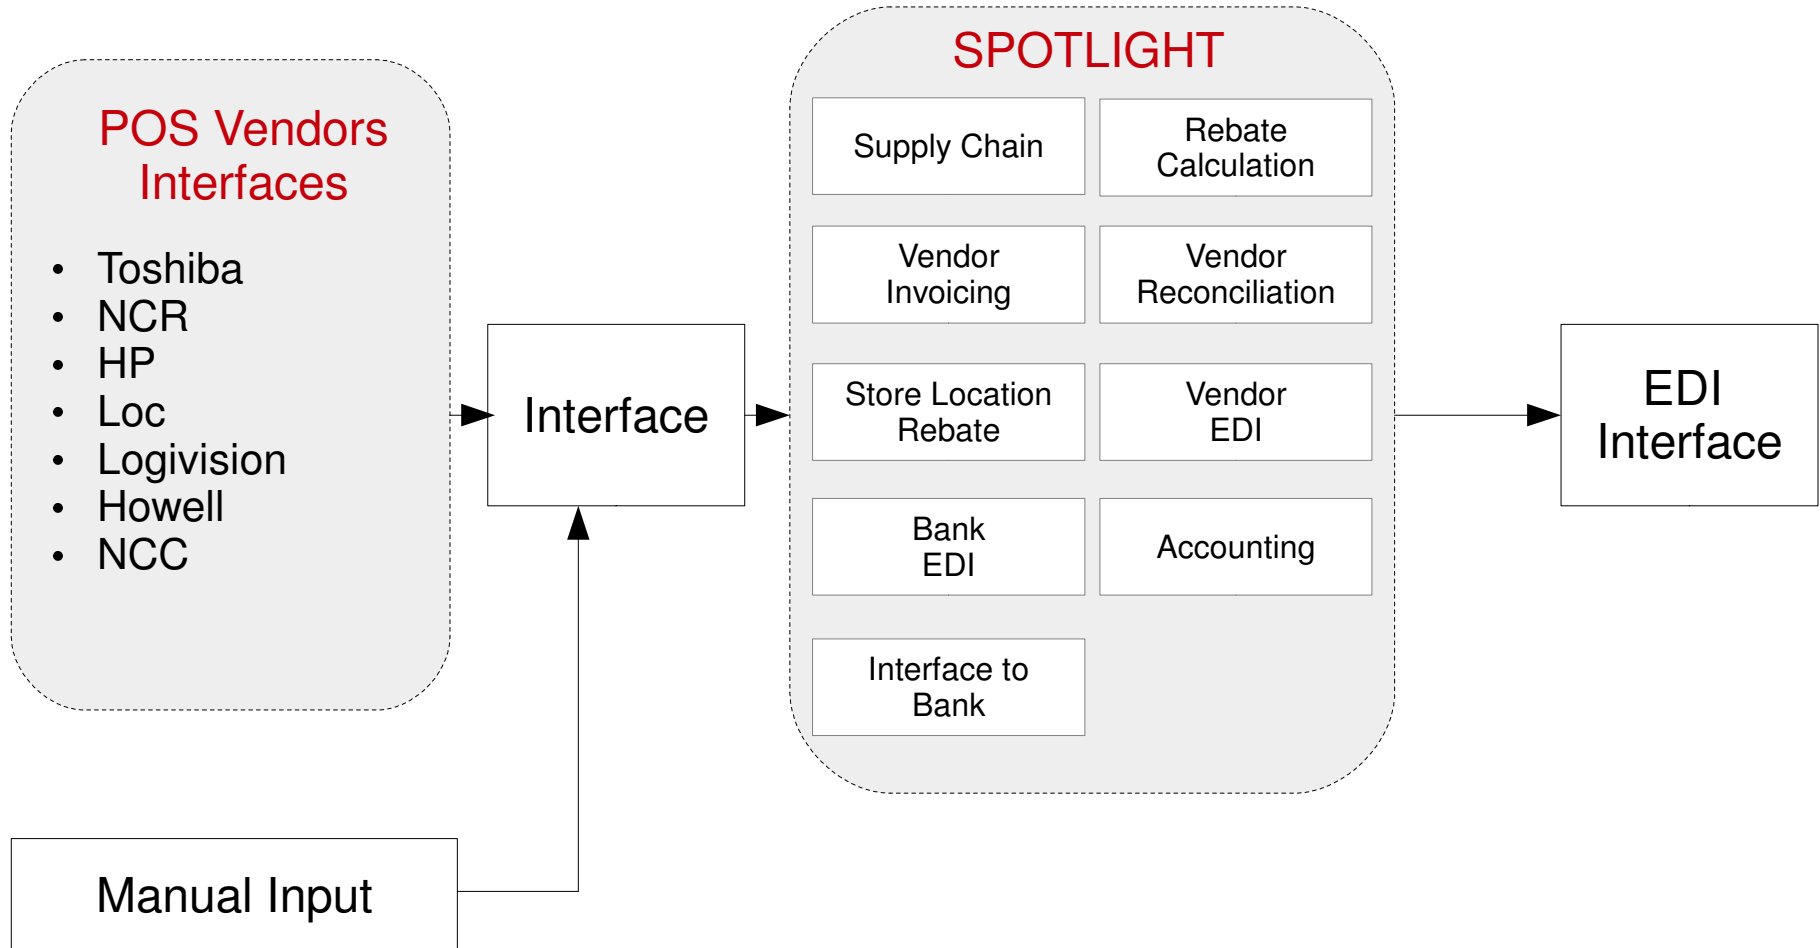 POS Vendors
Interfaces
• Toshiba
• NCR
• HP
• Loc
• Logivision
• Howell
• NCC
Manual Input
Interface
SPOTLIGHT
Supply Chain
Rebate
Calculation
Vendor
Invoicing
Vendor
Reconciliation
Store Location
Rebate
Vendor
EDI
Bank
EDI
Accounting
Interface to
Bank
EDI
Interface